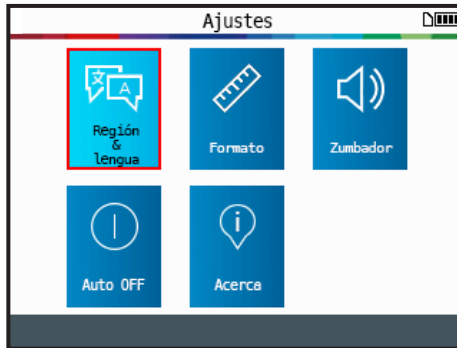 Ajustes
Región
&
lengua
Formato
Zumbador
Auto OFF
Acerca